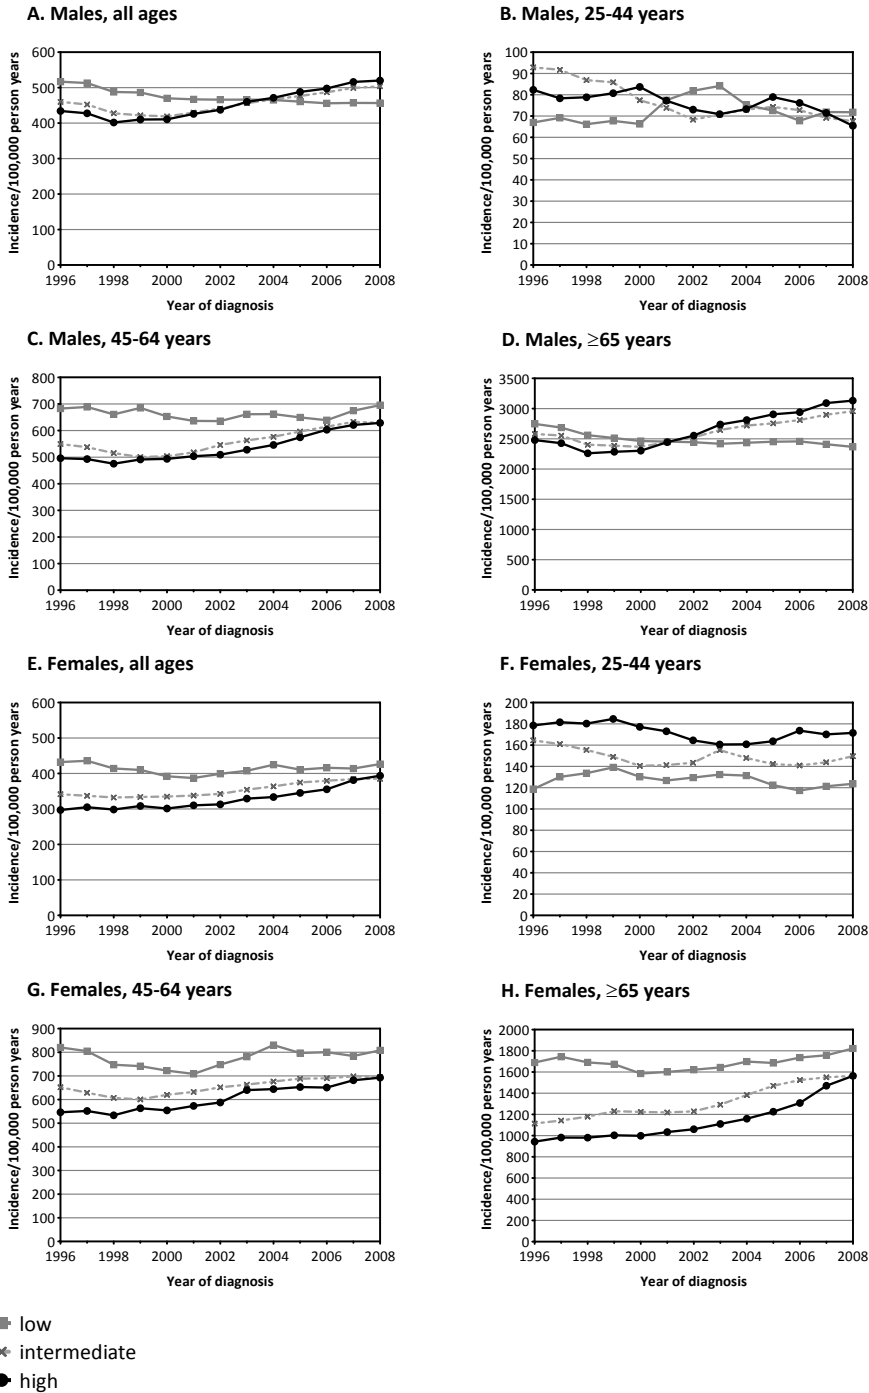 A. Males, all ages
Incidence/100,000 person years
600
500
400
300
200
100
0
1996 1998 2000 2002 2004 2006 2008
Year of diagnosis
B. Males, 25-44 years
Incidence/100,000 person years
100
90
80
70
60
50
40
30
20
10
0
1996 1998 2000 2002 2004 2006 2008
Year of diagnosis
C. Males, 45-64 years
Incidence/100,000 person years
800
700
600
500
400
300
200
100
0
1996 1998 2000 2002 2004 2006 2008
Year of diagnosis
D. Males, ≥65 years
Incidence/100,000 person years
3500
3000
2500
2000
1500
1000
500
0
1996 1998 2000 2002 2004 2006 2008
Year of diagnosis
E. Females, all ages
Incidence/100,000 person years
600
500
400
300
200
100
0
1996 1998 2000 2002 2004 2006 2008
Year of diagnosis
F. Females, 25-44 years
Incidence/100,000 person years
200
180
160
140
120
100
80
60
40
20
0
1996 1998 2000 2002 2004 2006 2008
Year of diagnosis
G. Females, 45-64 years
Incidence/100,000 person years
900
800
700
600
500
400
300
200
100
0
1996 1998 2000 2002 2004 2006 2008
Year of diagnosis
H. Females, ≥65 years
Incidence/100,000 person years
2000
1800
1600
1400
1200
1000
800
600
400
200
0
1996 1998 2000 2002 2004 2006 2008
Year of diagnosis
low
intermediate
high